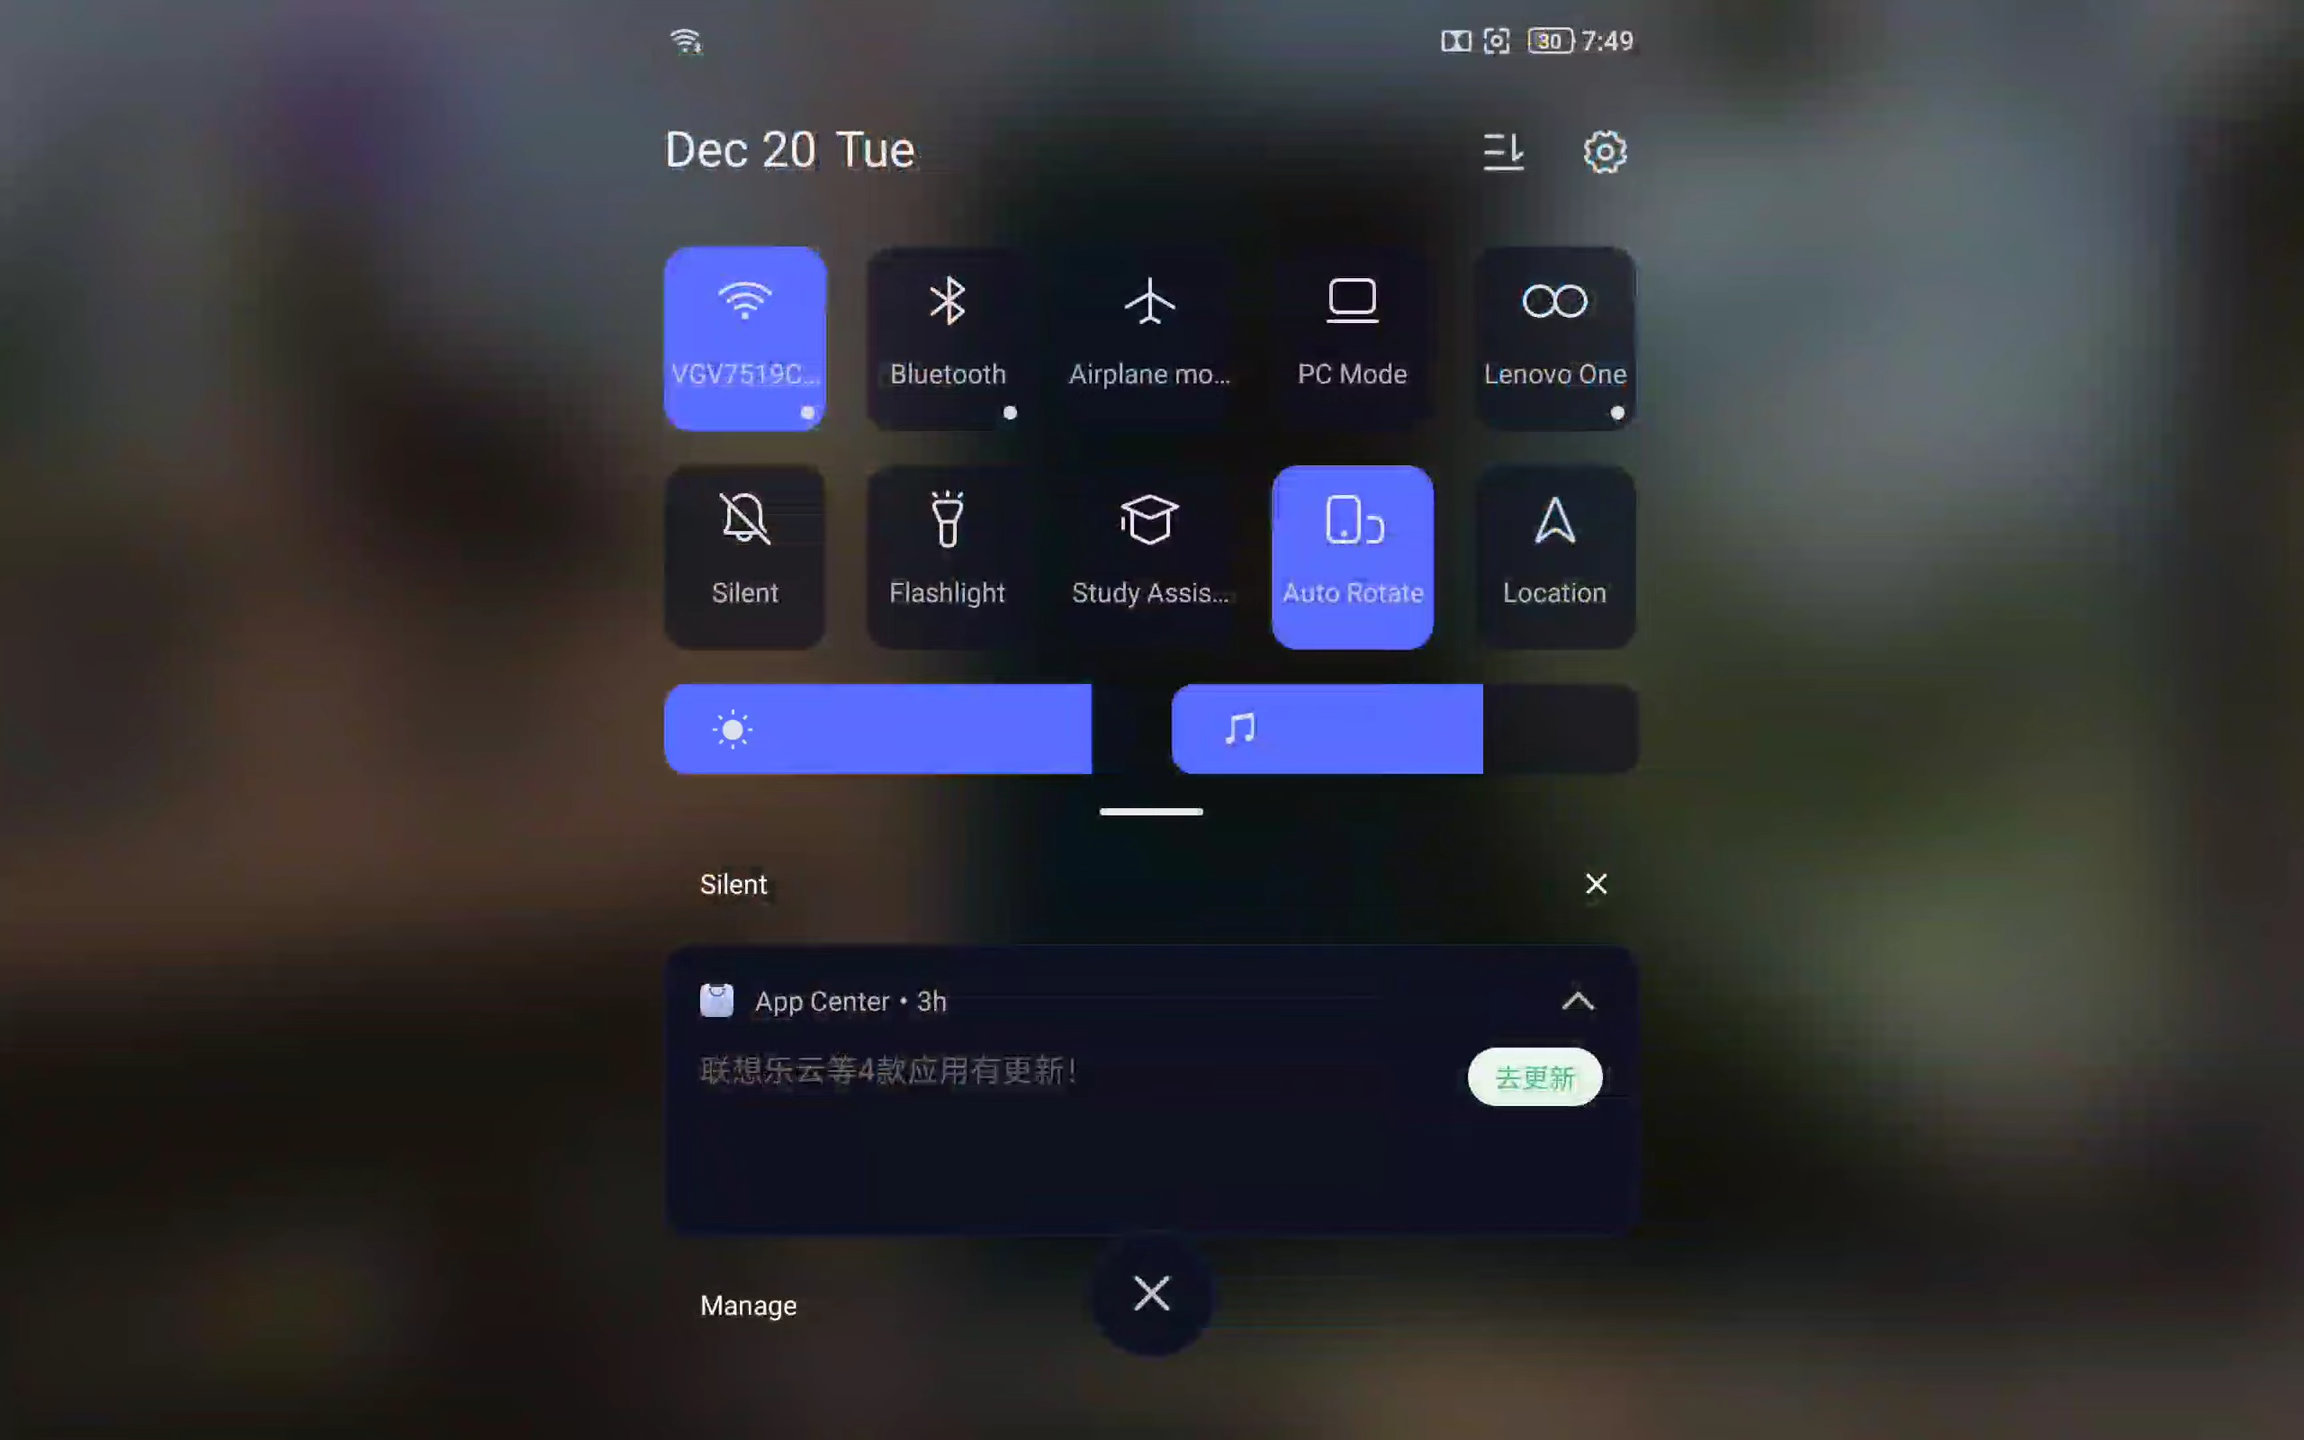 30 7:49
Dec 20 Tue
VGV7519C... Bluetooth Airplane mo... PC Mode Lenovo One
Silent Flashlight Study Assis... Auto Rotate Location
Silent
App Center • 3h
联想乐云等4款应用有更新！
去更新
Manage